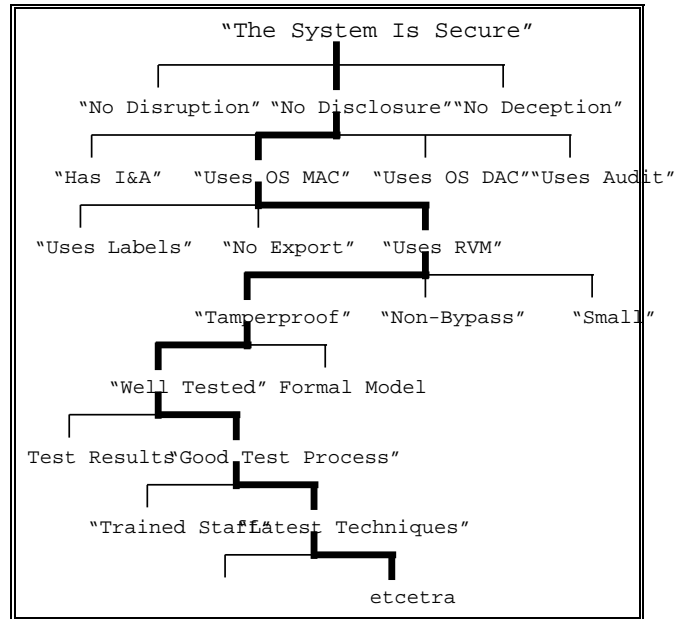 “The System Is Secure”
“No Disruption” “No Disclosure” “No Deception”
“Has I&A” “Uses OS MAC” “Uses OS DAC” “Uses Audit”
“Uses Labels” “No Export” “Uses RVM”
“Tamperproof” “Non-Bypass” “Small”
“Well Tested” Formal Model
Test Results “Good Test Process”
“Trained Staff” “Latest Techniques”
etcetra